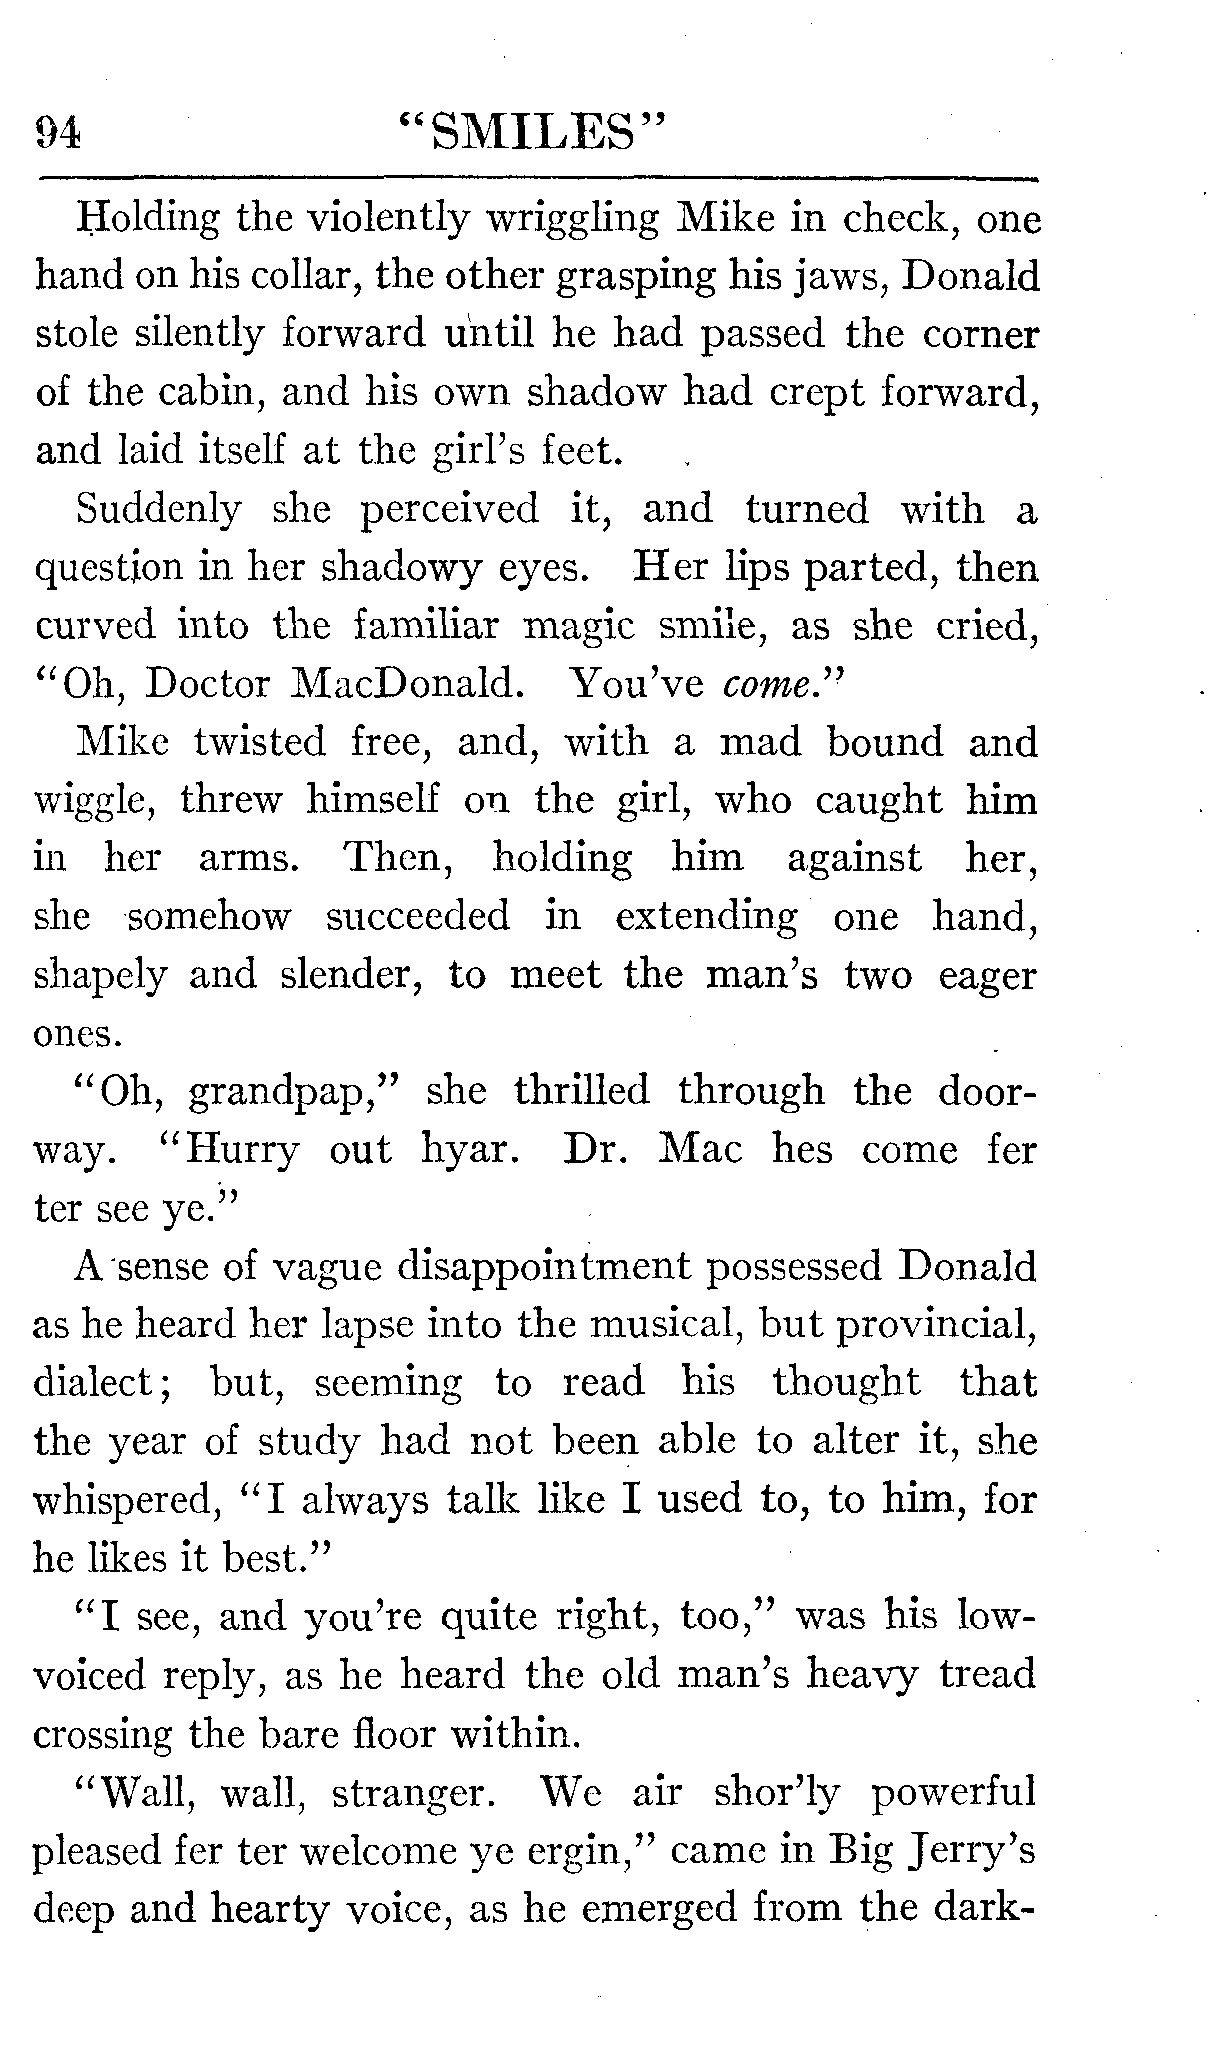 94 "SMILES"
Holding the violently wriggling Mike in check, one
hand on his collar, the other grasping his jaws, Donald
stole silently forward until he had passed the corner
of the cabin, and his own shadow had crept forward,
and laid itself at the girl's feet.
Suddenly she perceived it, and turned with a
question in her shadowy eyes. Her lips parted, then
curved into the familiar magic smile, as she cried,
"Oh, Doctor MacDonald. You've come."
Mike twisted free, and, with a mad bound and
wiggle, threw himself on the girl, who caught him
in her arms. Then, holding him against her,
she somehow succeeded in extending one hand,
shapely and slender, to meet the man's two eager
ones.
"Oh, grandpap," she thrilled through the door-
way. "Hurry out hyar. Dr. Mac hes come fer
ter see ye."
A sense of vague disappointment possessed Donald
as he heard her lapse into the musical, but provincial,
dialect; but, seeming to read his thought that
the year of study had not been able to alter it, she
whispered, "I always talk like I used to, to him, for
he likes it best."
"I see, and you're quite right, too," was his low-
voiced reply, as he heard the old man's heavy tread
crossing the bare floor within.
"Wall, wall, stranger. We air shor'ly powerful
pleased fer ter welcome ye ergin," came in Big Jerry's
deep and hearty voice, as he emerged from the dark-